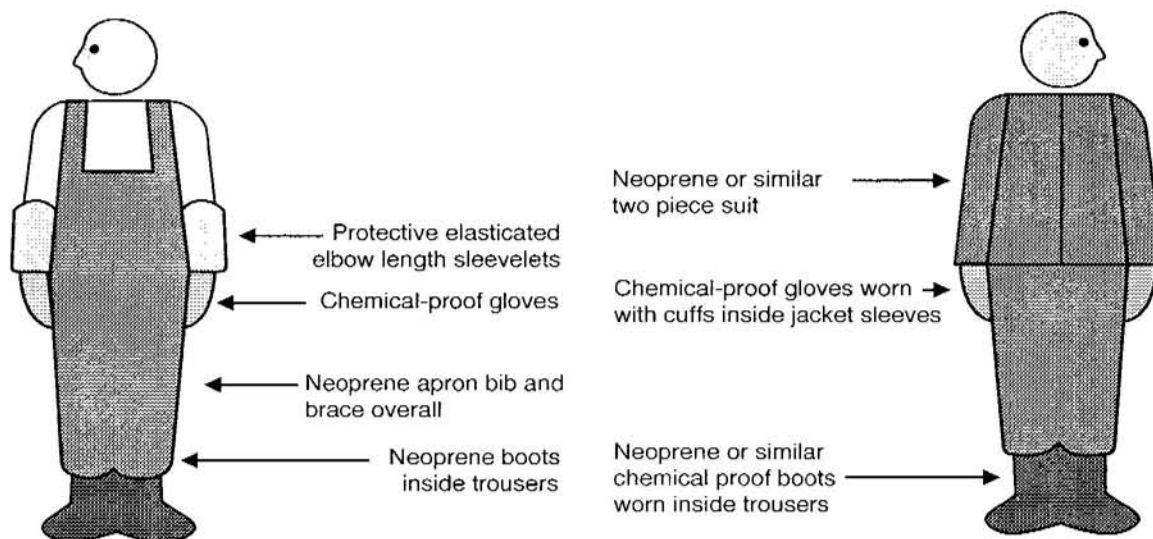 Protective elasticated
elbow length sleevelets
Chemical-proof gloves
Neoprene apron bib and
brace overall
Neoprene boots
inside trousers
Neoprene or similar
two piece suit
Chemical-proof gloves worn
with cuffs inside jacket sleeves
Neoprene or similar
chemical proof boots
worn inside trousers